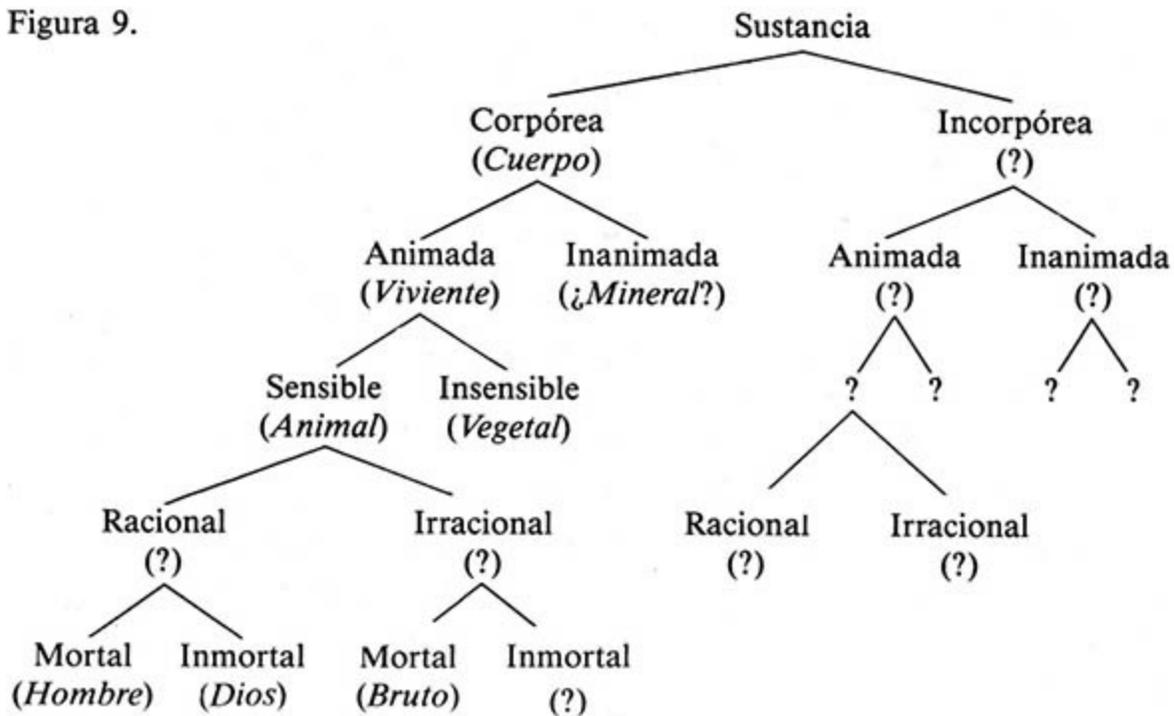 Figura 9.
Sustancia
Corpórea Incorpórea
(Cuerpo) (?)
Animada Inanimada Animada Inanimada
(Viviente) (¿Mineral?) (?) (?)
Sensible Insensible ? ? ? ?
(Animal) (Vegetal)
Racional Irracional Racional Irracional
(?) (?) (?) (?)
Mortal Inmortal Mortal Inmortal
(Hombre) (Dios) (Bruto) (?)